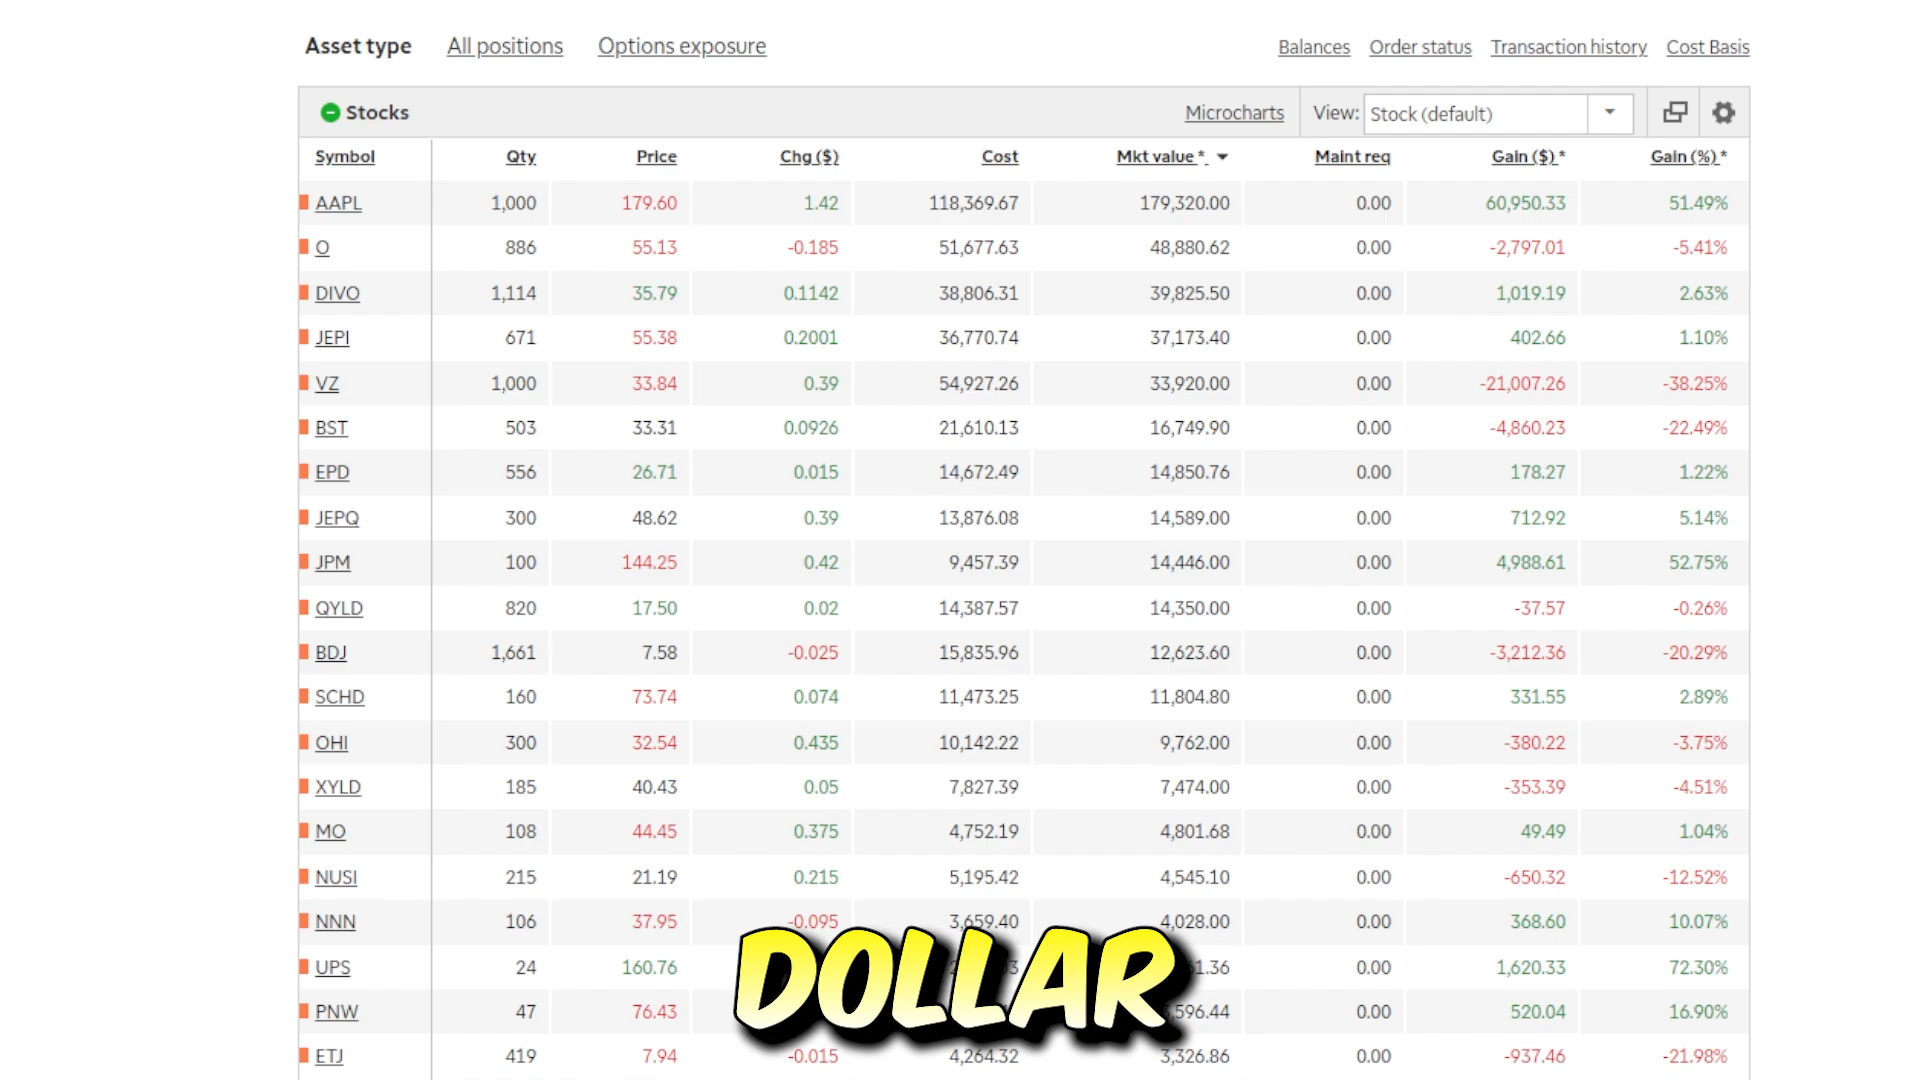 Asset type All positions Options exposure Balances Order status Transaction history Cost Basis
Stocks Microcharts View: Stock (default)
Symbol Qty Price Chg ($) Cost Mkt value * Maint req Gain ($) * Gain (%) *
AAPL 1,000 179.60 1.42 118,369.67 179,320.00 0.00 60,950.33 51.49%
O 886 55.13 -0.185 51,677.63 48,880.62 0.00 -2,797.01 -5.41%
DIVO 1,114 35.79 0.1142 38,806.31 39,825.50 0.00 1,019.19 2.63%
JEPI 671 55.38 0.2001 36,770.74 37,173.40 0.00 402.66 1.10%
VZ 1,000 33.84 0.39 54,927.26 33,920.00 0.00 -21,007.26 -38.25%
BST 503 33.31 0.0926 21,610.13 16,749.90 0.00 -4,860.23 -22.49%
EPD 556 26.71 0.015 14,672.49 14,850.76 0.00 178.27 1.22%
JEPQ 300 48.62 0.39 13,876.08 14,589.00 0.00 712.92 5.14%
JPM 100 144.25 0.42 9,457.39 14,446.00 0.00 4,988.61 52.75%
QYLD 820 17.50 0.02 14,387.57 14,350.00 0.00 -37.57 -0.26%
BDJ 1,661 7.58 -0.025 15,835.96 12,623.60 0.00 -3,212.36 -20.29%
SCHD 160 73.74 0.074 11,473.25 11,804.80 0.00 331.55 2.89%
OHI 300 32.54 0.435 10,142.22 9,762.00 0.00 -380.22 -3.75%
XYLD 185 40.43 0.05 7,827.39 7,474.00 0.00 -353.39 -4.51%
MO 108 44.45 0.375 4,752.19 4,801.68 0.00 49.49 1.04%
NUSI 215 21.19 0.215 5,195.42 4,545.10 0.00 -650.32 -12.52%
NNN 106 37.95 -0.095 3,659.40 4,028.00 0.00 368.60 10.07%
UPS 24 160.76 0.00 1,620.33 72.30%
DOLLAR
PNW 47 76.43 0.00 520.04 16.90%
ETJ 419 7.94 -0.015 4,264.32 3,326.86 0.00 -937.46 -21.98%